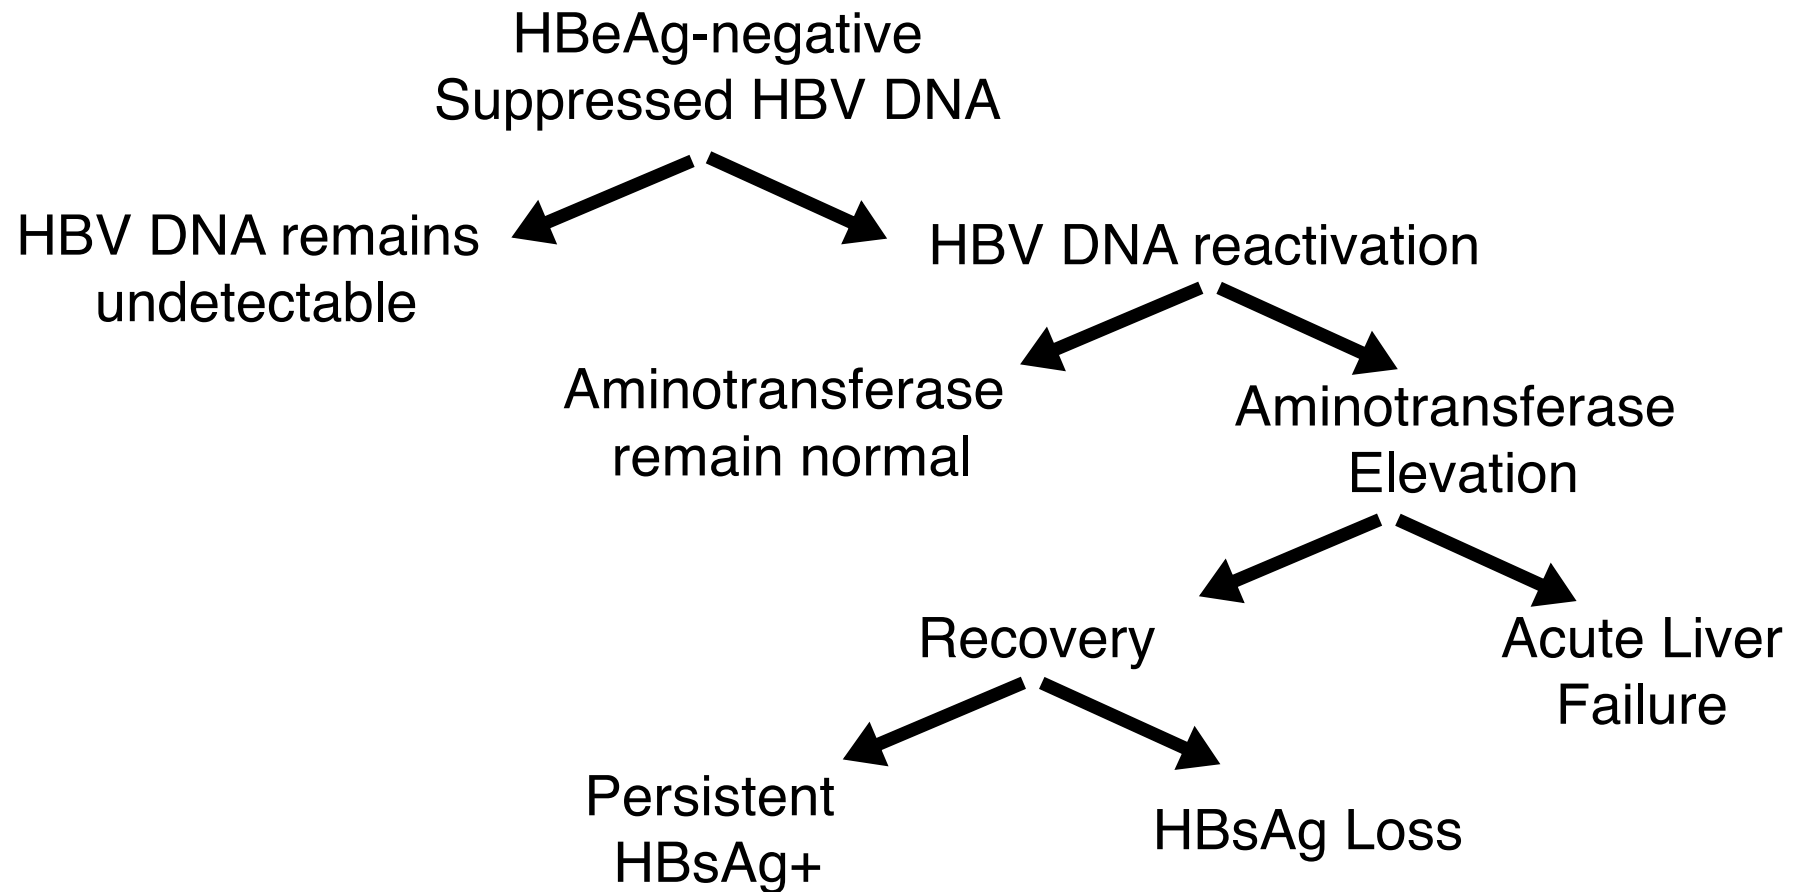 HBeAg-negative
Suppressed HBV DNA
HBV DNA remains
undetectable
HBV DNA reactivation
Aminotransferase
remain normal
Aminotransferase
Elevation
Recovery
Acute Liver
Failure
Persistent
HBsAg+
HBsAg Loss